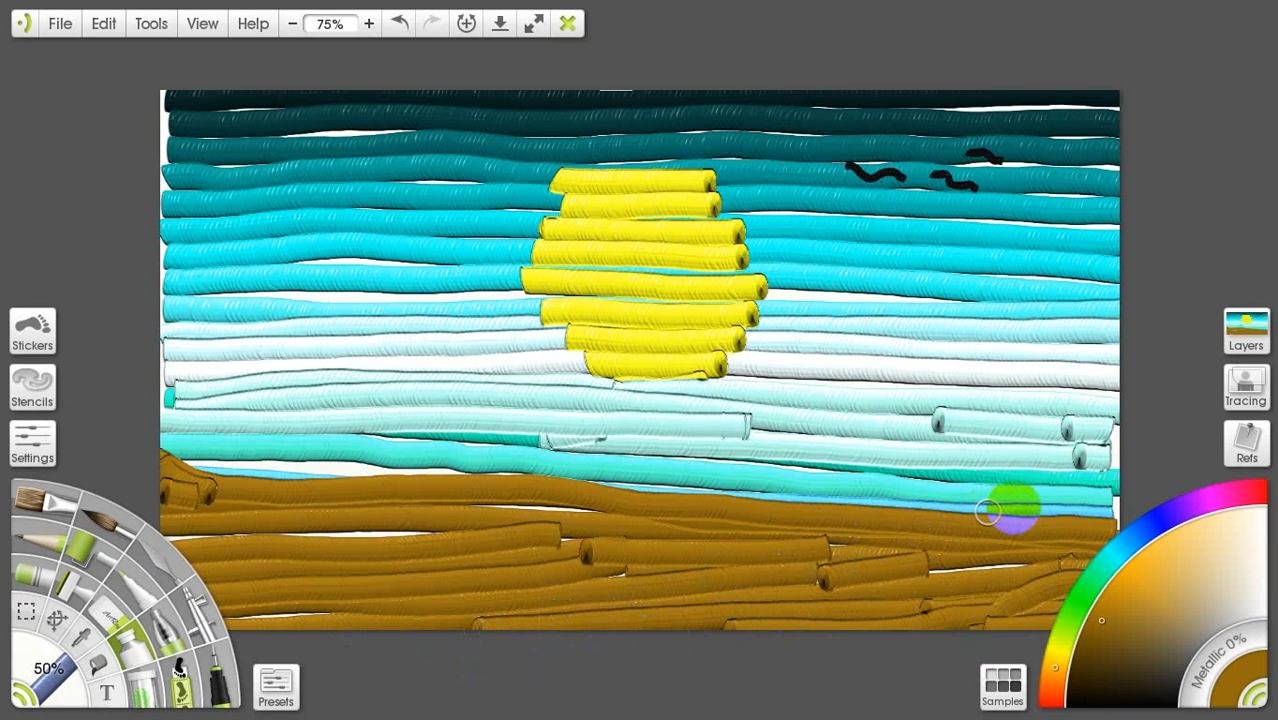 File Edit Tools View Help − 75% +
Stickers
Layers
Stencils
Tracing
Settings
Refs
50%
T
Presets
Samples
Metallic 0%